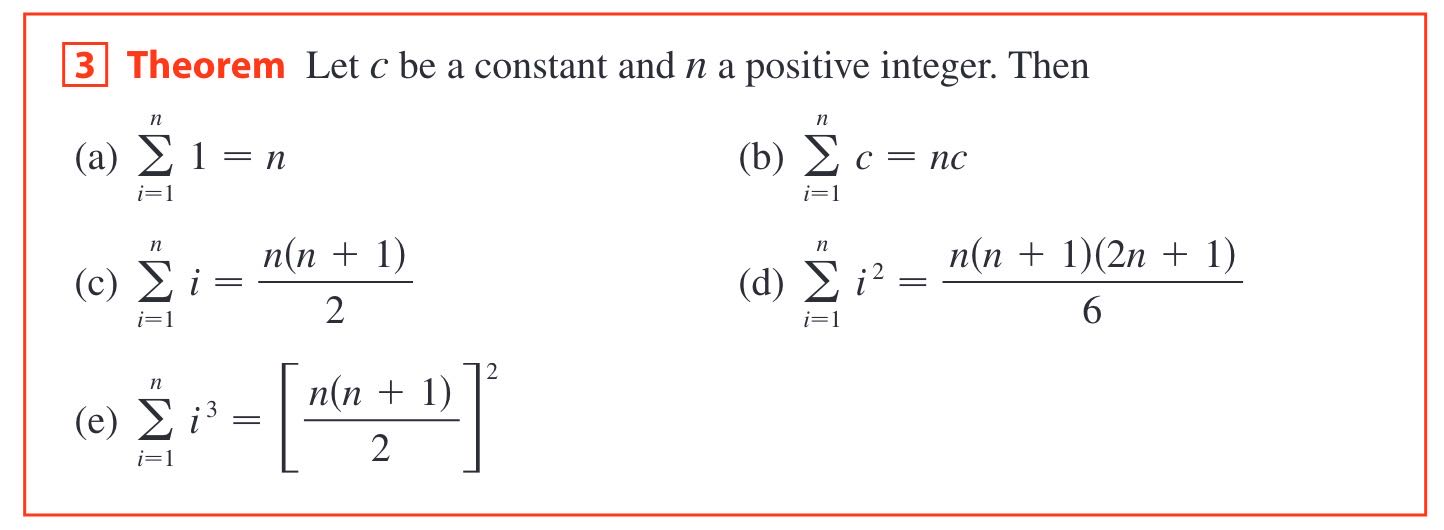 3 Theorem Let c be a constant and n a positive integer. Then
(a) \sum_{i=1}^{n} 1 = n
(b) \sum_{i=1}^{n} c = nc
(c) \sum_{i=1}^{n} i = \frac{n(n + 1)}{2}
(d) \sum_{i=1}^{n} i^2 = \frac{n(n + 1)(2n + 1)}{6}
(e) \sum_{i=1}^{n} i^3 = \left[ \frac{n(n + 1)}{2} \right]^2